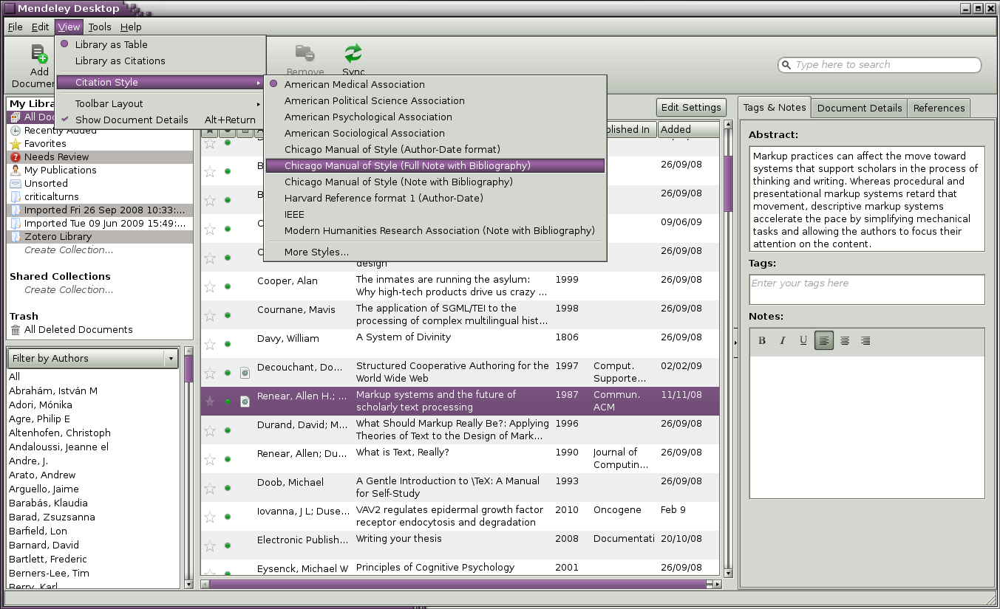 Mendeley Desktop
File Edit View Tools Help
Library as Table
Library as Citations
Citation Style
Toolbar Layout
Show Document Details Alt+Return
Add
Documen
Remove
Sync
Type here to search
American Medical Association
American Political Science Association
American Psychological Association
American Sociological Association
Chicago Manual of Style (Author-Date format)
Chicago Manual of Style (Full Note with Bibliography)
Chicago Manual of Style (Note with Bibliography)
Harvard Reference format 1 (Author-Date)
IEEE
Modern Humanities Research Association (Note with Bibliography)
More Styles...
My Libra
All Doc
Recently Added
Favorites
Needs Review
My Publications
Unsorted
criticalturns
Imported Fri 26 Sep 2008 10:33:...
Imported Tue 09 Jun 2009 15:49:...
Zotero Library
Create Collection...
Shared Collections
Create Collection...
Trash
All Deleted Documents
Filter by Authors
All
Abrahám, István M
Adori, Mónika
Agre, Philip E
Altenhofen, Christoph
Andaloussi, Jeanne el
Andre, J.
Arato, Andrew
Arguello, Jaime
Barabás, Klaudia
Barad, Zsuzsanna
Barfield, Lon
Barnard, David
Bartlett, Frederic
Berners-Lee, Tim
Berry, Karl
Edit Settings
blished In Added
B 26/09/08
B 26/09/08
C 09/06/09
C 26/09/08
design
Cooper, Alan The inmates are running the asylum: 1999 26/09/08
Why high-tech products drive us crazy ...
Cournane, Mavis The application of SGML/TEI to the 1998 26/09/08
processing of complex multilingual hist...
Davy, William A System of Divinity 1806 26/09/08
Decouchant, Do... Structured Cooperative Authoring for the 1997 Comput. 02/02/09
World Wide Web Supporte...
Renear, Allen H.; ... Markup systems and the future of 1987 Commun. 11/11/08
scholarly text processing ACM
Durand, David; M... What Should Markup Really Be?: Applying 1996 26/09/08
Theories of Text to the Design of Mark...
Renear, Allen; Du... What is Text, Really? 1990 Journal of 26/09/08
Computin...
Doob, Michael A Gentle Introduction to \TeX: A Manual 1993 26/09/08
for Self-Study
Iovanna, J L; Duse... VAV2 regulates epidermal growth factor 2010 Oncogene Feb 9
receptor endocytosis and degradation
Electronic Publish... Writing your thesis 2008 Documentati 20/10/08
Eysenck, Michael W Principles of Cognitive Psychology 2001 26/09/08
Tags & Notes Document Details References
Abstract:
Markup practices can affect the move toward
systems that support scholars in the process of
thinking and writing. Whereas procedural and
presentational markup systems retard that
movement, descriptive markup systems
accelerate the pace by simplifying mechanical
tasks and allowing the authors to focus their
attention on the content.
Tags:
Enter your tags here
Notes:
B I U